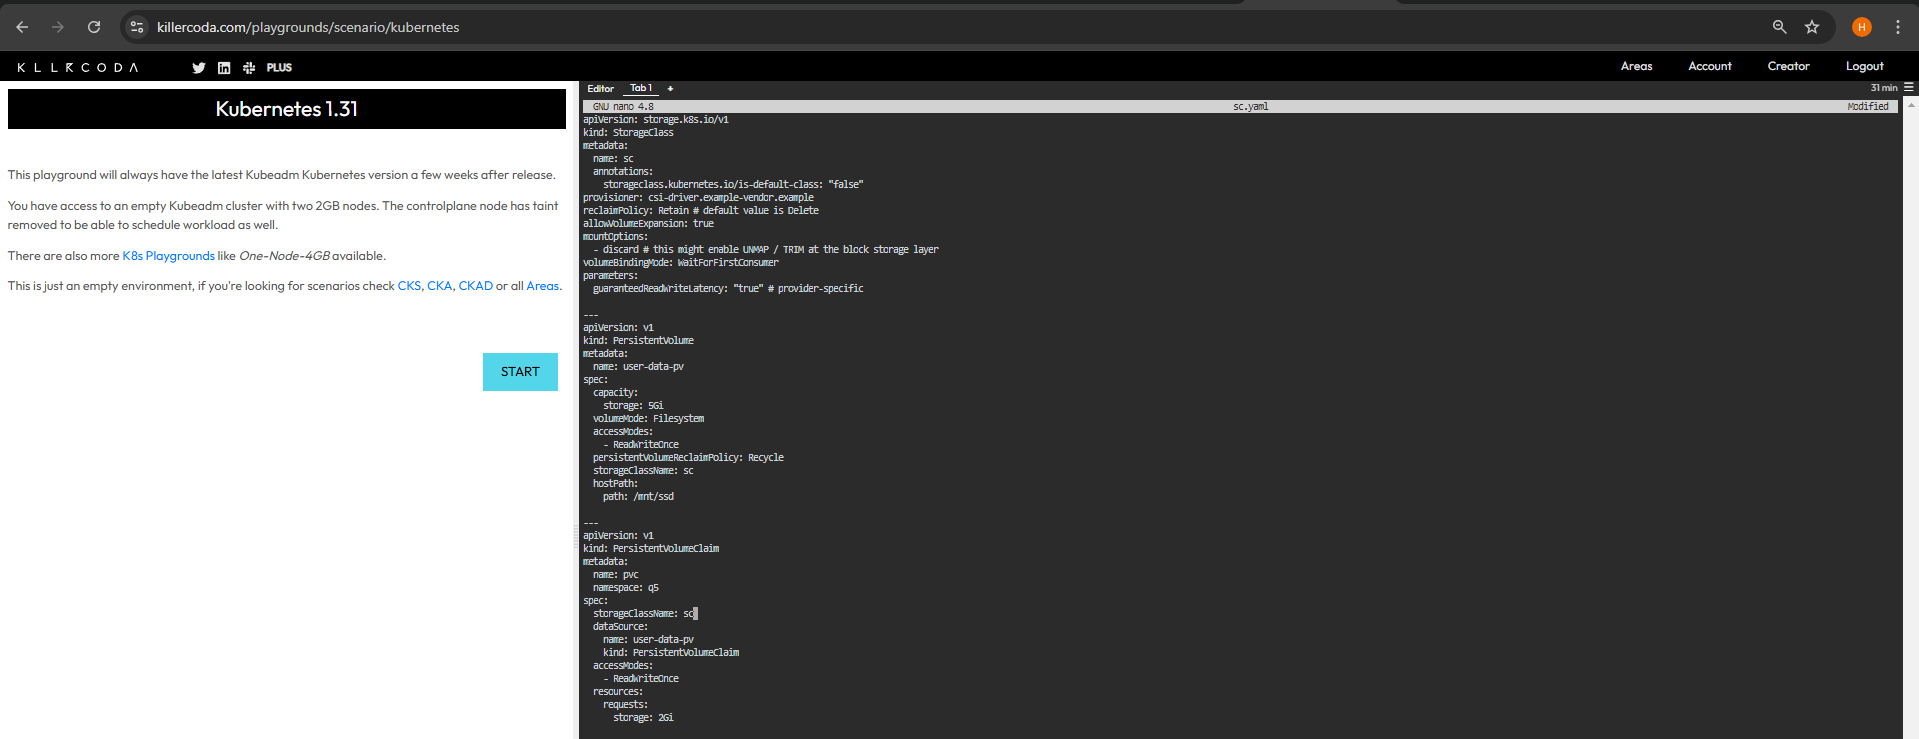 killercoda.com/playgrounds/scenario/kubernetes
H
KLLRCODA
PLUS
Areas
Account
Creator
Logout
Kubernetes 1.31
This playground will always have the latest Kubeadm Kubernetes version a few weeks after release.
You have access to an empty Kubeadm cluster with two 2GB nodes. The controlplane node has taint
removed to be able to schedule workload as well.
There are also more K8s Playgrounds like One-Node-4GB available.
This is just an empty environment, if you're looking for scenarios check CKS, CKA, CKAD or all Areas.
START
Editor Tab 1 +
31 min
GNU nano 4.8 sc.yaml Modified
apiVersion: storage.k8s.io/v1
kind: StorageClass
metadata:
  name: sc
  annotations:
    storageclass.kubernetes.io/is-default-class: "false"
provisioner: csi-driver.example-vendor.example
reclaimPolicy: Retain # default value is Delete
allowVolumeExpansion: true
mountOptions:
  - discard # this might enable UNMAP / TRIM at the block storage layer
volumeBindingMode: WaitForFirstConsumer
parameters:
  guaranteedReadWriteLatency: "true" # provider-specific
---
apiVersion: v1
kind: PersistentVolume
metadata:
  name: user-data-pv
spec:
  capacity:
    storage: 5Gi
  volumeMode: Filesystem
  accessModes:
    - ReadWriteOnce
  persistentVolumeReclaimPolicy: Recycle
  storageClassName: sc
  hostPath:
    path: /mnt/ssd
---
apiVersion: v1
kind: PersistentVolumeClaim
metadata:
  name: pvc
  namespace: q5
spec:
  storageClassName: sc
  dataSource:
    name: user-data-pv
    kind: PersistentVolumeClaim
  accessModes:
    - ReadWriteOnce
  resources:
    requests:
      storage: 2Gi